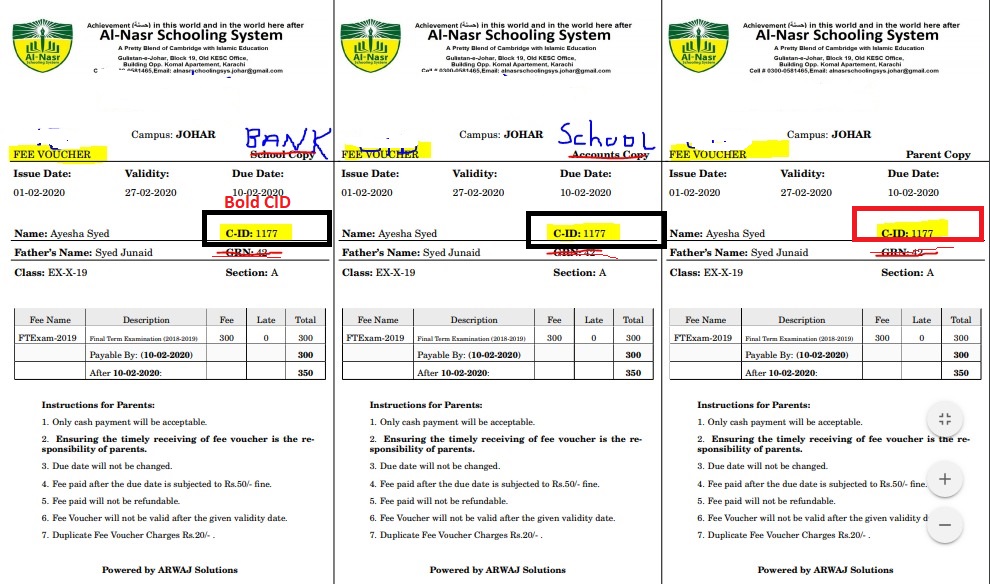 Achievement (حسنة) in this world and in the world here after
Al-Nasr Schooling System
A Pretty Blend of Cambridge with Islamic Education
Gulistan-e-Johar, Block 19, Old KESC Office,
Building Opp. Komal Apartement, Karachi
0300-0581465,Email: alnasrschoolingsys.johar@gmail.com
Al-Nasr
Schooling System
Campus: JOHAR
BANK
FEE VOUCHER School Copy
Issue Date: Validity: Due Date:
01-02-2020 27-02-2020 10-02-2020
Bold CID
Name: Ayesha Syed C-ID: 1177
Father's Name: Syed Junaid GRN: 42
Class: EX-X-19 Section: A
Fee Name Description Fee Late Total
FTExam-2019 Final Term Examination (2018-2019) 300 0 300
Payable By: (10-02-2020) 300
After 10-02-2020: 350
Instructions for Parents:
1. Only cash payment will be acceptable.
2. Ensuring the timely receiving of fee voucher is the re-
sponsibility of parents.
3. Due date will not be changed.
4. Fee paid after the due date is subjected to Rs.50/- fine.
5. Fee paid will not be refundable.
6. Fee Voucher will not be valid after the given validity date.
7. Duplicate Fee Voucher Charges Rs.20/- .
Powered by ARWAJ Solutions
Achievement (حسنة) in this world and in the world here after
Al-Nasr Schooling System
A Pretty Blend of Cambridge with Islamic Education
Gulistan-e-Johar, Block 19, Old KESC Office,
Building Opp. Komal Apartement, Karachi
Cell # 0300-0581465,Email: alnasrschoolingsys.johar@gmail.com
Al-Nasr
Schooling System
Campus: JOHAR
SCHOOL
FEE VOUCHER Accounts Copy
Issue Date: Validity: Due Date:
01-02-2020 27-02-2020 10-02-2020
Name: Ayesha Syed C-ID: 1177
Father's Name: Syed Junaid GRN: 42
Class: EX-X-19 Section: A
Fee Name Description Fee Late Total
FTExam-2019 Final Term Examination (2018-2019) 300 0 300
Payable By: (10-02-2020) 300
After 10-02-2020: 350
Instructions for Parents:
1. Only cash payment will be acceptable.
2. Ensuring the timely receiving of fee voucher is the re-
sponsibility of parents.
3. Due date will not be changed.
4. Fee paid after the due date is subjected to Rs.50/- fine.
5. Fee paid will not be refundable.
6. Fee Voucher will not be valid after the given validity date.
7. Duplicate Fee Voucher Charges Rs.20/- .
Powered by ARWAJ Solutions
Achievement (حسنة) in this world and in the world here after
Al-Nasr Schooling System
A Pretty Blend of Cambridge with Islamic Education
Gulistan-e-Johar, Block 19, Old KESC Office,
Building Opp. Komal Apartement, Karachi
Cell # 0300-0581465,Email: alnasrschoolingsys.johar@gmail.com
Al-Nasr
Schooling System
Campus: JOHAR
FEE VOUCHER Parent Copy
Issue Date: Validity: Due Date:
01-02-2020 27-02-2020 10-02-2020
Name: Ayesha Syed C-ID: 1177
Father's Name: Syed Junaid GRN: 42
Class: EX-X-19 Section: A
Fee Name Description Fee Late Total
FTExam-2019 Final Term Examination (2018-2019) 300 0 300
Payable By: (10-02-2020) 300
After 10-02-2020: 350
Instructions for Parents:
1. Only cash payment will be acceptable.
2. Ensuring the timely receiving of fee voucher is the re-
sponsibility of parents.
3. Due date will not be changed.
4. Fee paid after the due date is subjected to Rs.50/- fine.
5. Fee paid will not be refundable.
6. Fee Voucher will not be valid after the given validity d
7. Duplicate Fee Voucher Charges Rs.20/- .
Powered by ARWAJ Solutions